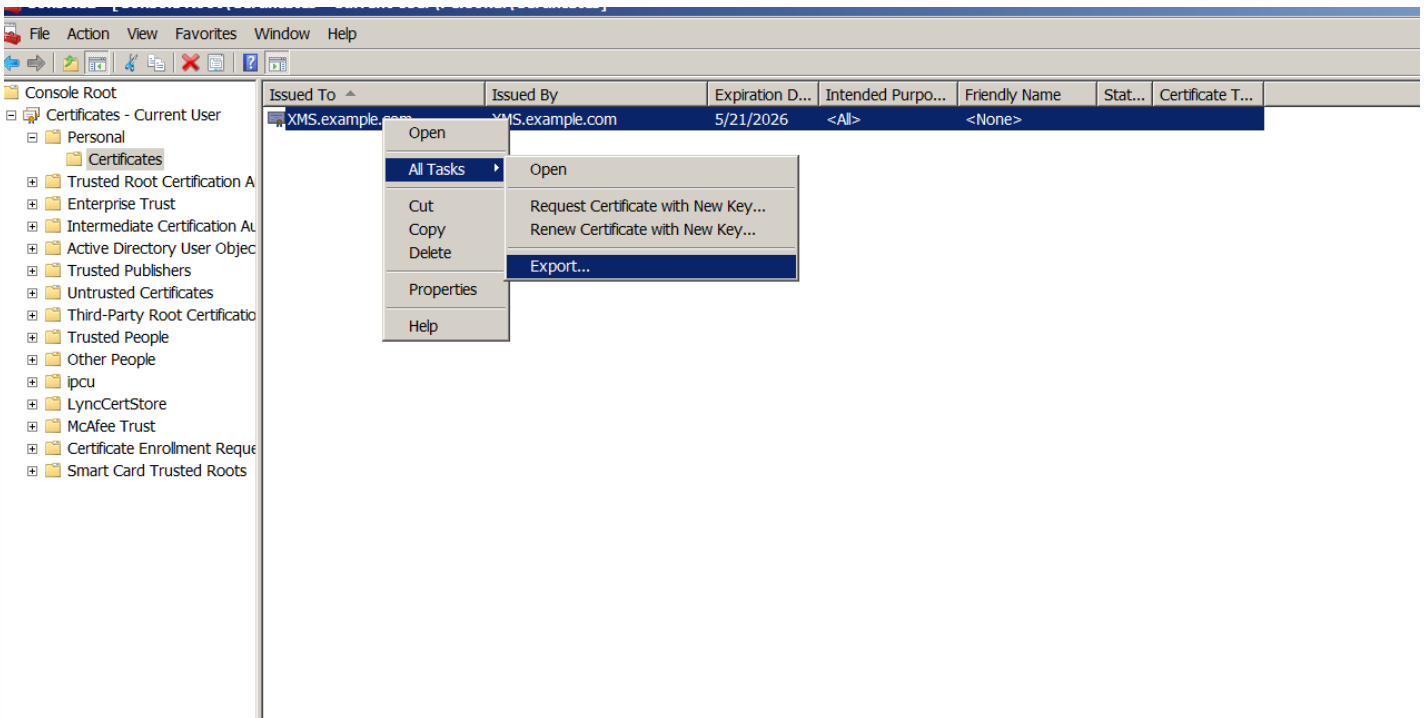 File Action View Favorites Window Help
Console Root
Certificates - Current User
Personal
Certificates
Trusted Root Certification A
Enterprise Trust
Intermediate Certification Au
Active Directory User Objec
Trusted Publishers
Untrusted Certificates
Third-Party Root Certificatio
Trusted People
Other People
ipcu
LyncCertStore
McAfee Trust
Certificate Enrollment Reque
Smart Card Trusted Roots
Issued To Issued By Expiration D... Intended Purpo... Friendly Name Stat... Certificate T...
XMS.example.com XMS.example.com 5/21/2026 <All> <None>
Open
All Tasks
Cut
Copy
Delete
Properties
Help
Open
Request Certificate with New Key...
Renew Certificate with New Key...
Export...